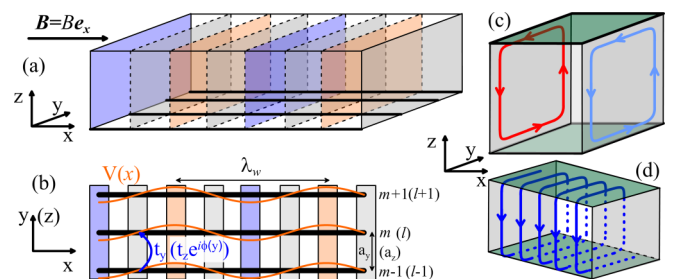 B=Be_x
(a)
z
y
x
(b)
V(x)
λ_w
m+1(l+1)
y (z)
m (l)
t_y (t_z e^{iϕ(y)})
a_y (a_z)
m-1 (l-1)
x
(c)
z
y
x
(d)